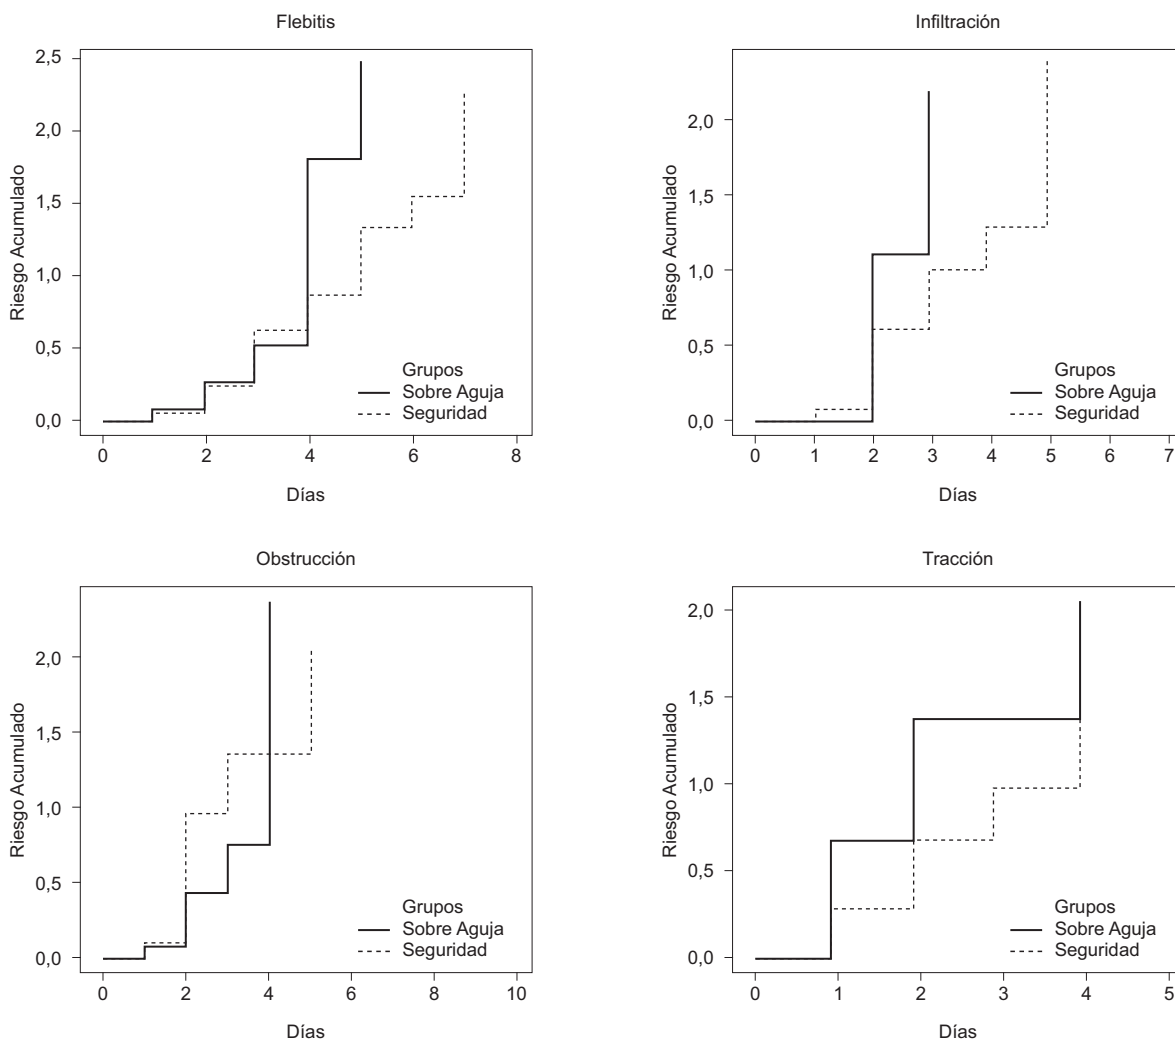 Flebitis
Riesgo Acumulado
2,5
2,0
1,5
1,0
0,5
0,0
Grupos
Sobre Aguja
Seguridad
0 2 4 6 8
Días
Infiltración
Riesgo Acumulado
2,0
1,5
1,0
0,5
0,0
Grupos
Sobre Aguja
Seguridad
0 1 2 3 4 5 6 7
Días
Obstrucción
Riesgo Acumulado
2,0
1,5
1,0
0,5
0,0
Grupos
Sobre Aguja
Seguridad
0 2 4 6 8 10
Días
Tracción
Riesgo Acumulado
2,0
1,5
1,0
0,5
0,0
Grupos
Sobre Aguja
Seguridad
0 1 2 3 4 5
Días